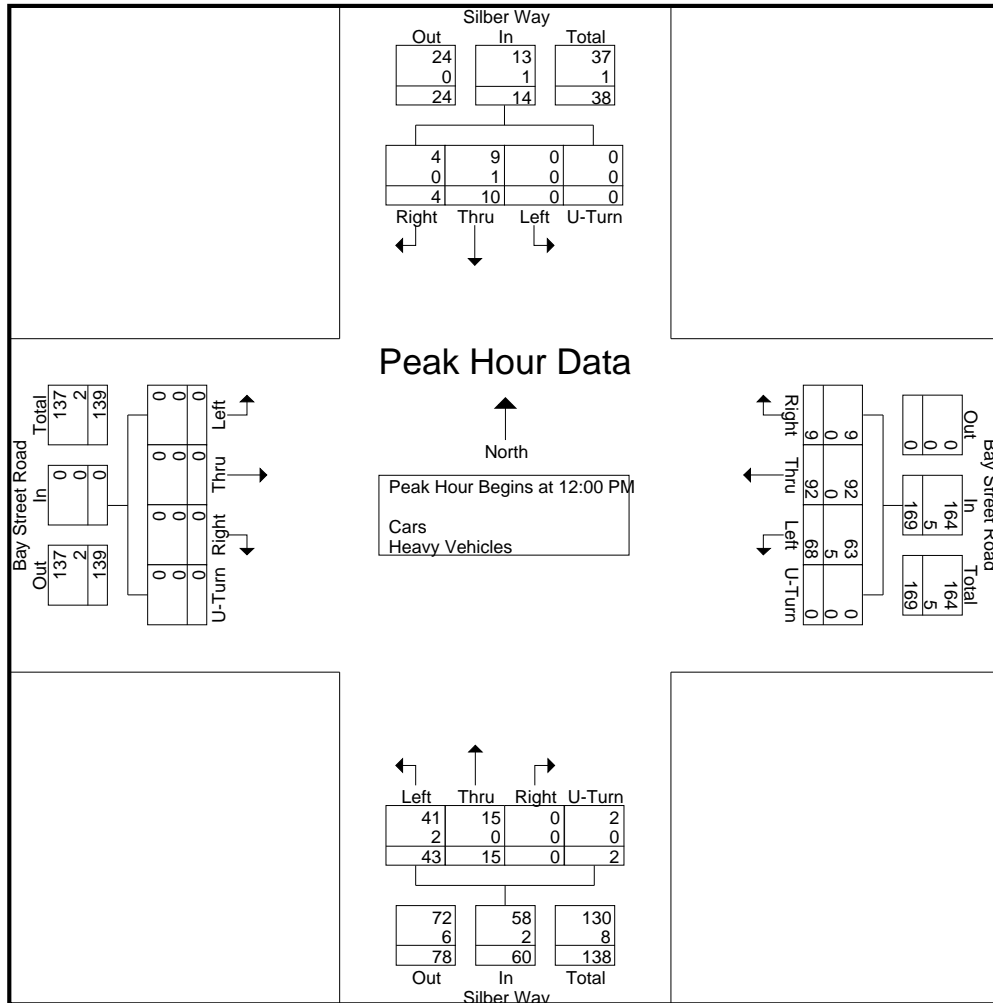 Silber Way
Out In Total
24 13 37
0 1 1
24 14 38
4 9 0 0
0 1 0 0
4 10 0 0
Right Thru Left U-Turn
Peak Hour Data
North
Peak Hour Begins at 12:00 PM
Cars
Heavy Vehicles
Bay Street Road
Total In Out
137 0 137
2 0 2
139 0 139
Left Thru Right U-Turn
0 0 0 0
0 0 0 0
0 0 0 0
Bay Street Road
Out In Total
0 164 164
0 5 5
0 169 169
Right Thru Left U-Turn
9 92 63 0
0 0 5 0
9 92 68 0
Left Thru Right U-Turn
41 15 0 2
2 0 0 0
43 15 0 2
72 58 130
6 2 8
78 60 138
Out In Total
Silber Way